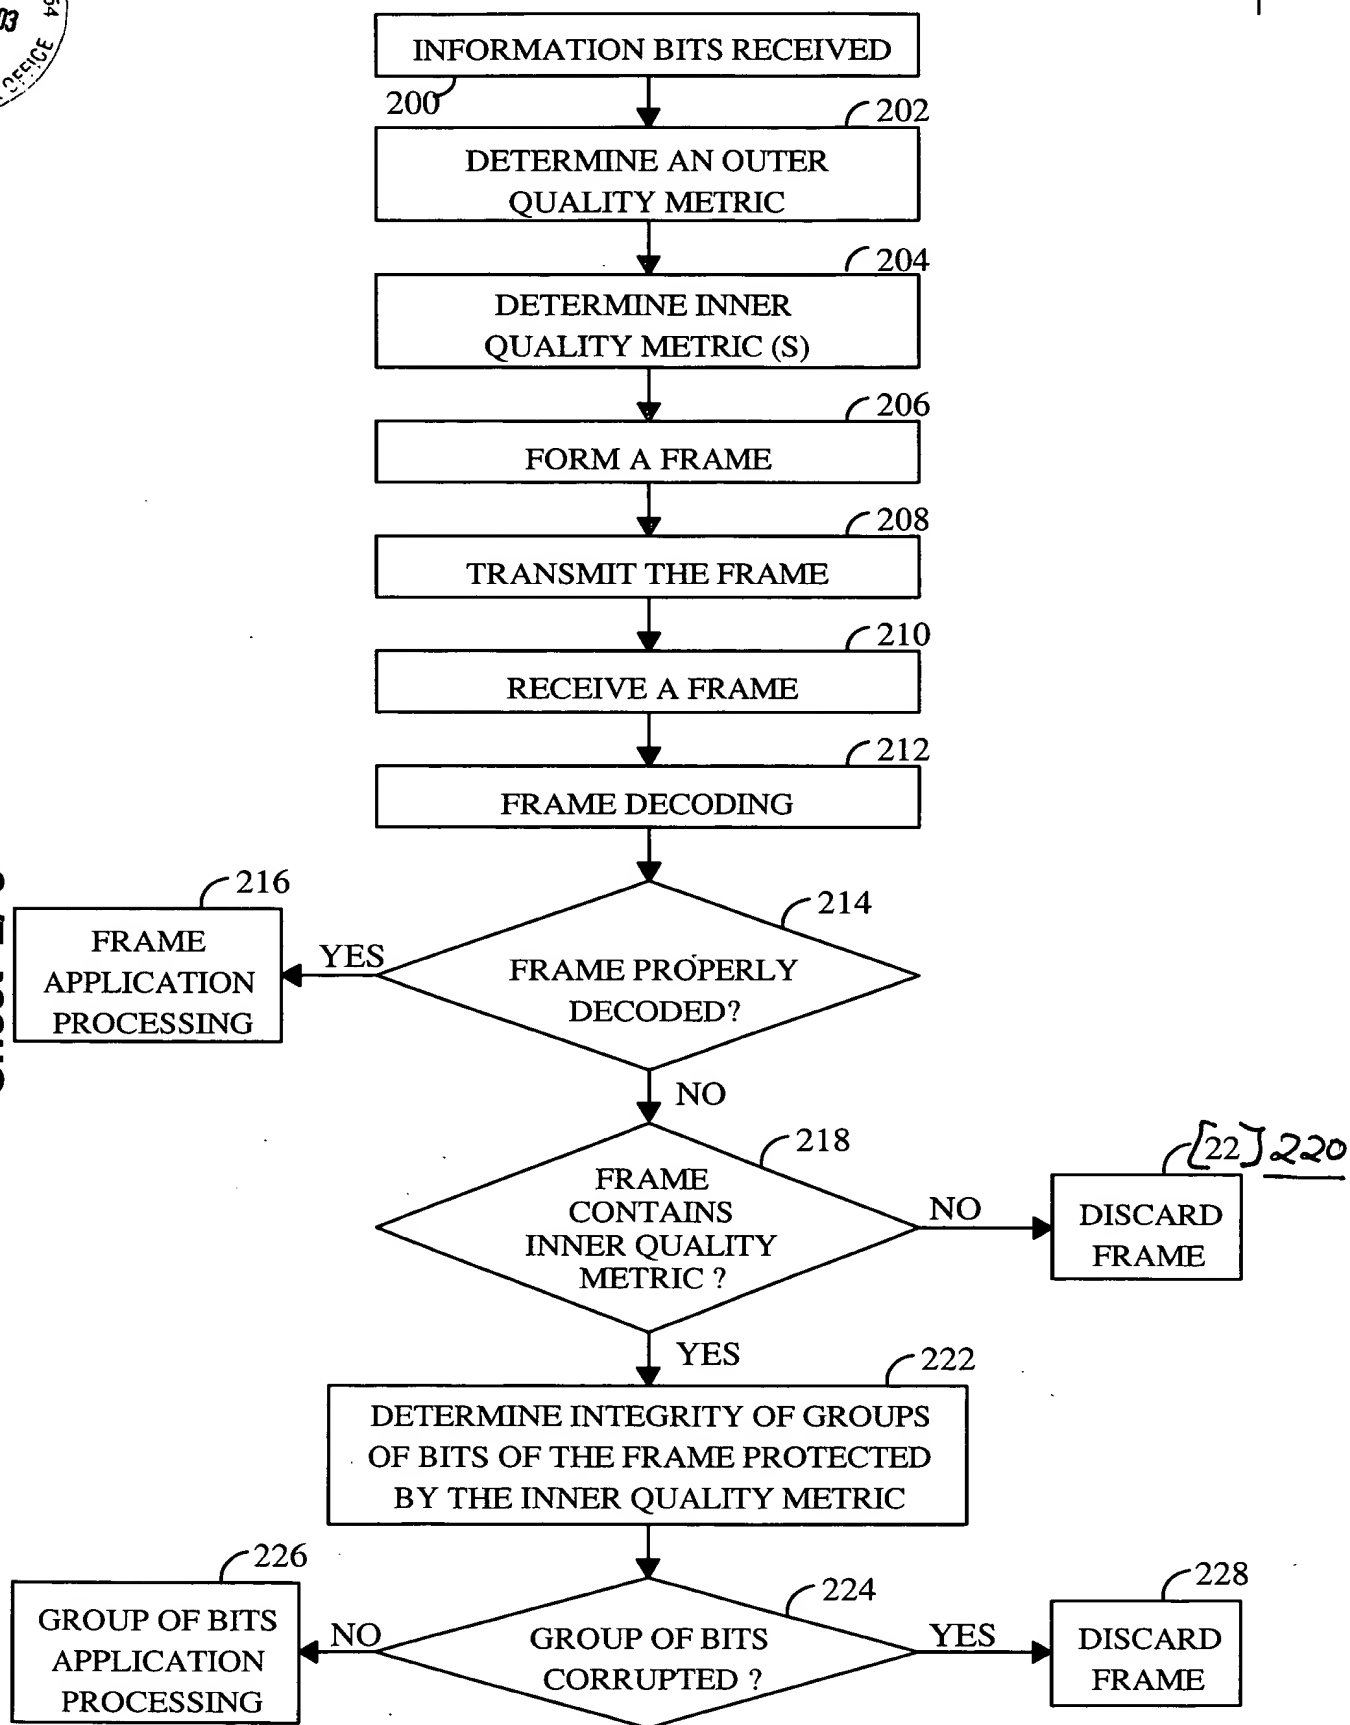 03
64
OFFICE
INFORMATION BITS RECEIVED
200
202
DETERMINE AN OUTER
QUALITY METRIC
204
DETERMINE INNER
QUALITY METRIC (S)
206
FORM A FRAME
208
TRANSMIT THE FRAME
210
RECEIVE A FRAME
212
FRAME DECODING
216
FRAME
APPLICATION
PROCESSING
YES
214
FRAME PROPERLY
DECODED?
NO
218
FRAME
CONTAINS
INNER QUALITY
METRIC ?
NO
[22] 220
DISCARD
FRAME
YES
222
DETERMINE INTEGRITY OF GROUPS
OF BITS OF THE FRAME PROTECTED
BY THE INNER QUALITY METRIC
226
GROUP OF BITS
APPLICATION
PROCESSING
NO
224
GROUP OF BITS
CORRUPTED ?
YES
228
DISCARD
FRAME